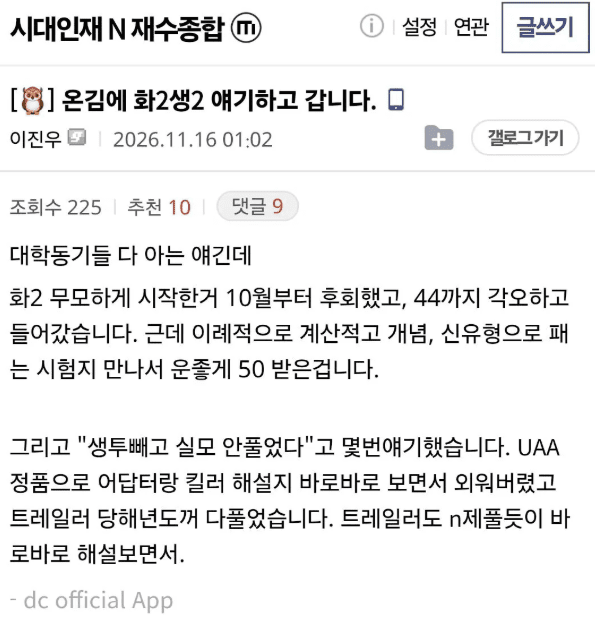 시대인재 N 재수종합 ⓜ
설정 연관 글쓰기
[🦉] 온김에 화2생2 얘기하고 갑니다.
이진우 2026.11.16 01:02
갤로그 가기
조회수 225 추천 10 댓글 9
대학동기들 다 아는 얘긴데
화2 무모하게 시작한거 10월부터 후회했고, 44까지 각오하고
들어갔습니다. 근데 이례적으로 계산적고 개념, 신유형으로 패
는 시험지 만나서 운좋게 50 받은겁니다.
그리고 "생투빼고 실모 안풀었다"고 몇번얘기했습니다. UAA
정품으로 어답터랑 킬러 해설지 바로바로 보면서 외워버렸고
트레일러 당해년도꺼 다풀었습니다. 트레일러도 n제풀듯이 바
로바로 해설보면서.
- dc official App